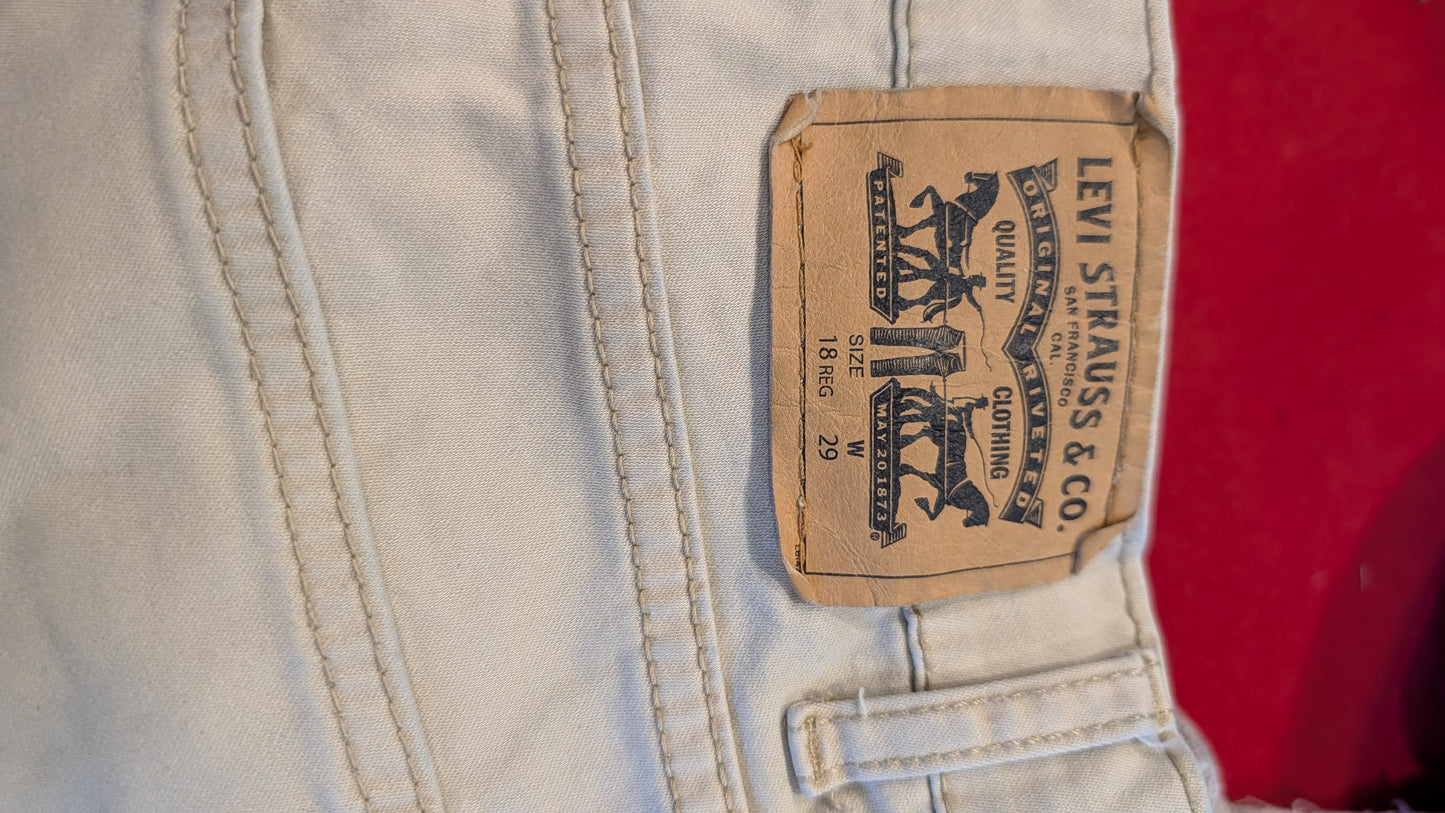 LEVI STRAUSS & CO.
SAN FRANCISCO
CAL.
ORIGINAL RIVETED
QUALITY CLOTHING
PATENTED MAY 20 1873 ®
SIZE W
18 REG 29